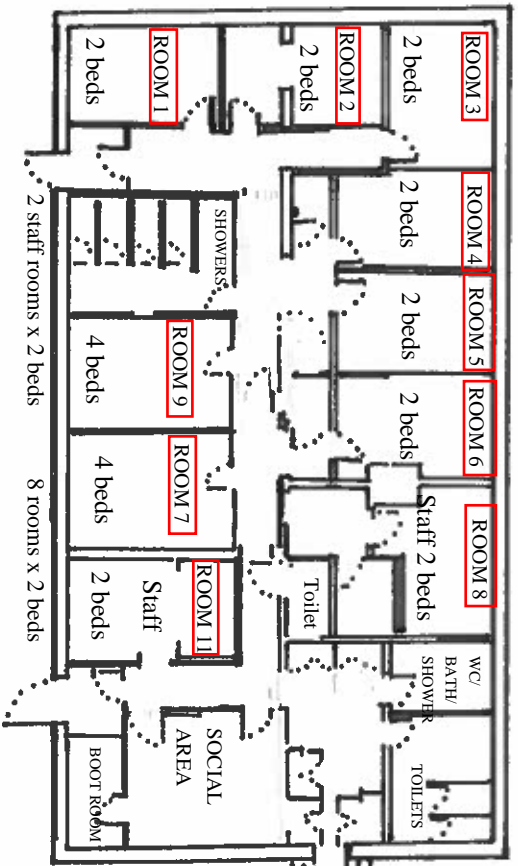 ROOM 3
2 beds
ROOM 2
2 beds
ROOM 1
2 beds
ROOM 4
2 beds
SHOWERS
ROOM 5
2 beds
ROOM 9
4 beds
ROOM 6
2 beds
ROOM 7
4 beds
ROOM 8
Staff 2 beds
Toilet
ROOM 11
Staff
2 beds
WC/
BATH/
SHOWER
TOILETS
SOCIAL
AREA
BOOT ROOM
2 staff rooms x 2 beds
8 rooms x 2 beds